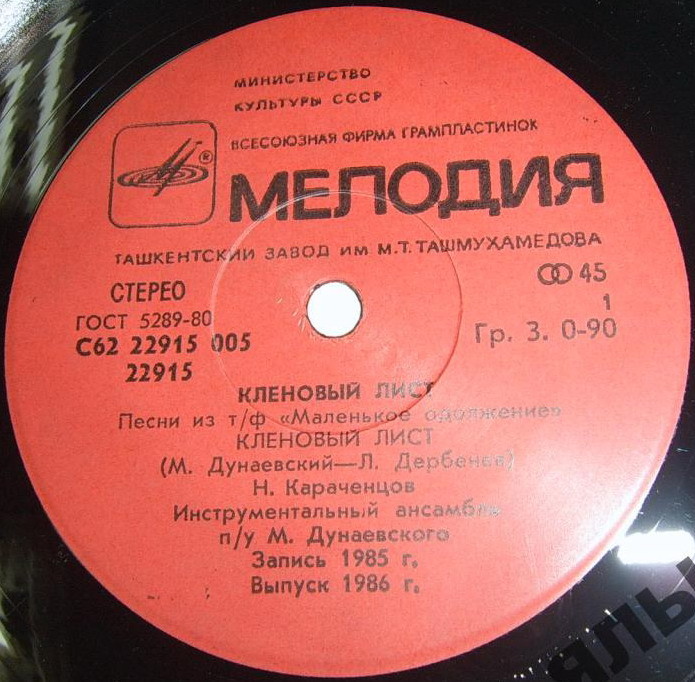 МИНИСТЕРСТВО
КУЛЬТУРЫ СССР
ВСЕСОЮЗНАЯ ФИРМА ГРАМПЛАСТИНОК
®
МЕЛОДИЯ
ТАШКЕНТСКИЙ ЗАВОД ИМ М.Т. ТАШМУХАМЕДОВА
СТЕРЕО
45
ГОСТ 5289-80
1
С62 22915 005
Гр. 3. 0-90
22915
КЛЕНОВЫЙ ЛИСТ
Песни из т/ф «Маленькое одолжение»
КЛЕНОВЫЙ ЛИСТ
(М. Дунаевский—Л. Дербенев)
Н. Караченцов
Инструментальный ансамбль
п/у М. Дунаевского
Запись 1985 г.
Выпуск 1986 г.